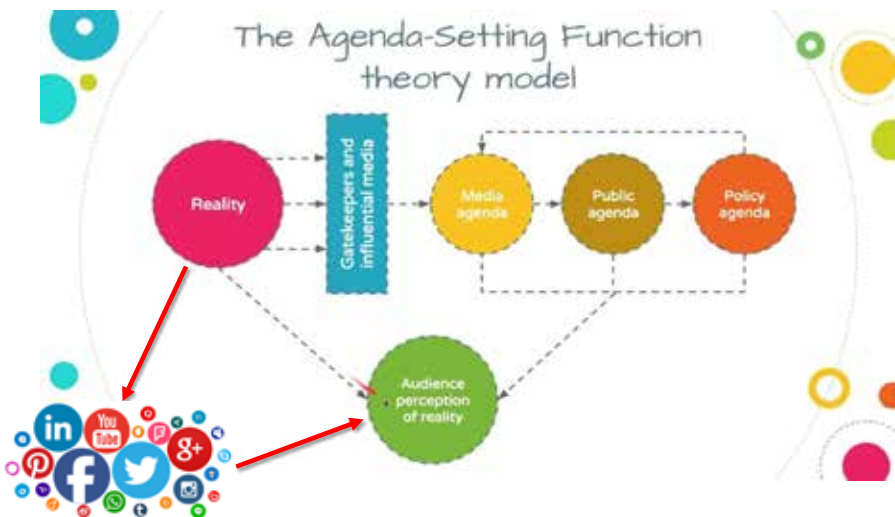 The Agenda-Setting Function
theory model
Reality
Gatekeepers and
influential media
Media
agenda
Public
agenda
Policy
agenda
Audience
perception
of reality
in
You
Tube
g+
f